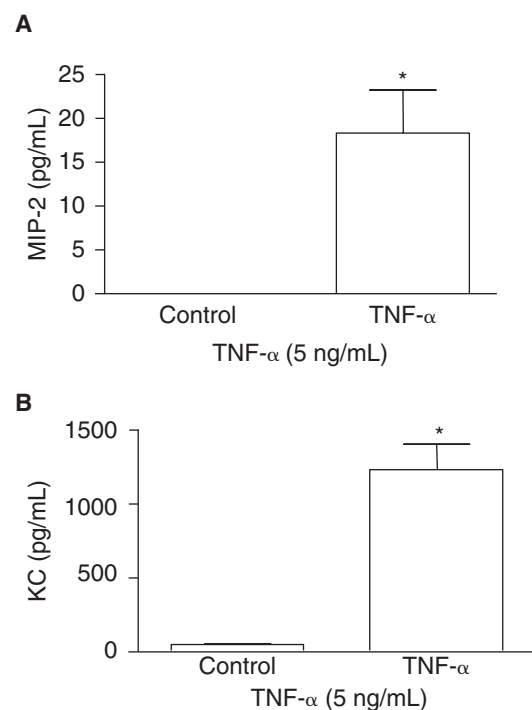 A
MIP-2 (pg/mL)
25
20
15
10
5
0
*
Control
TNF-α
TNF-α (5 ng/mL)
B
KC (pg/mL)
1500
1000
500
0
*
Control
TNF-α
TNF-α (5 ng/mL)